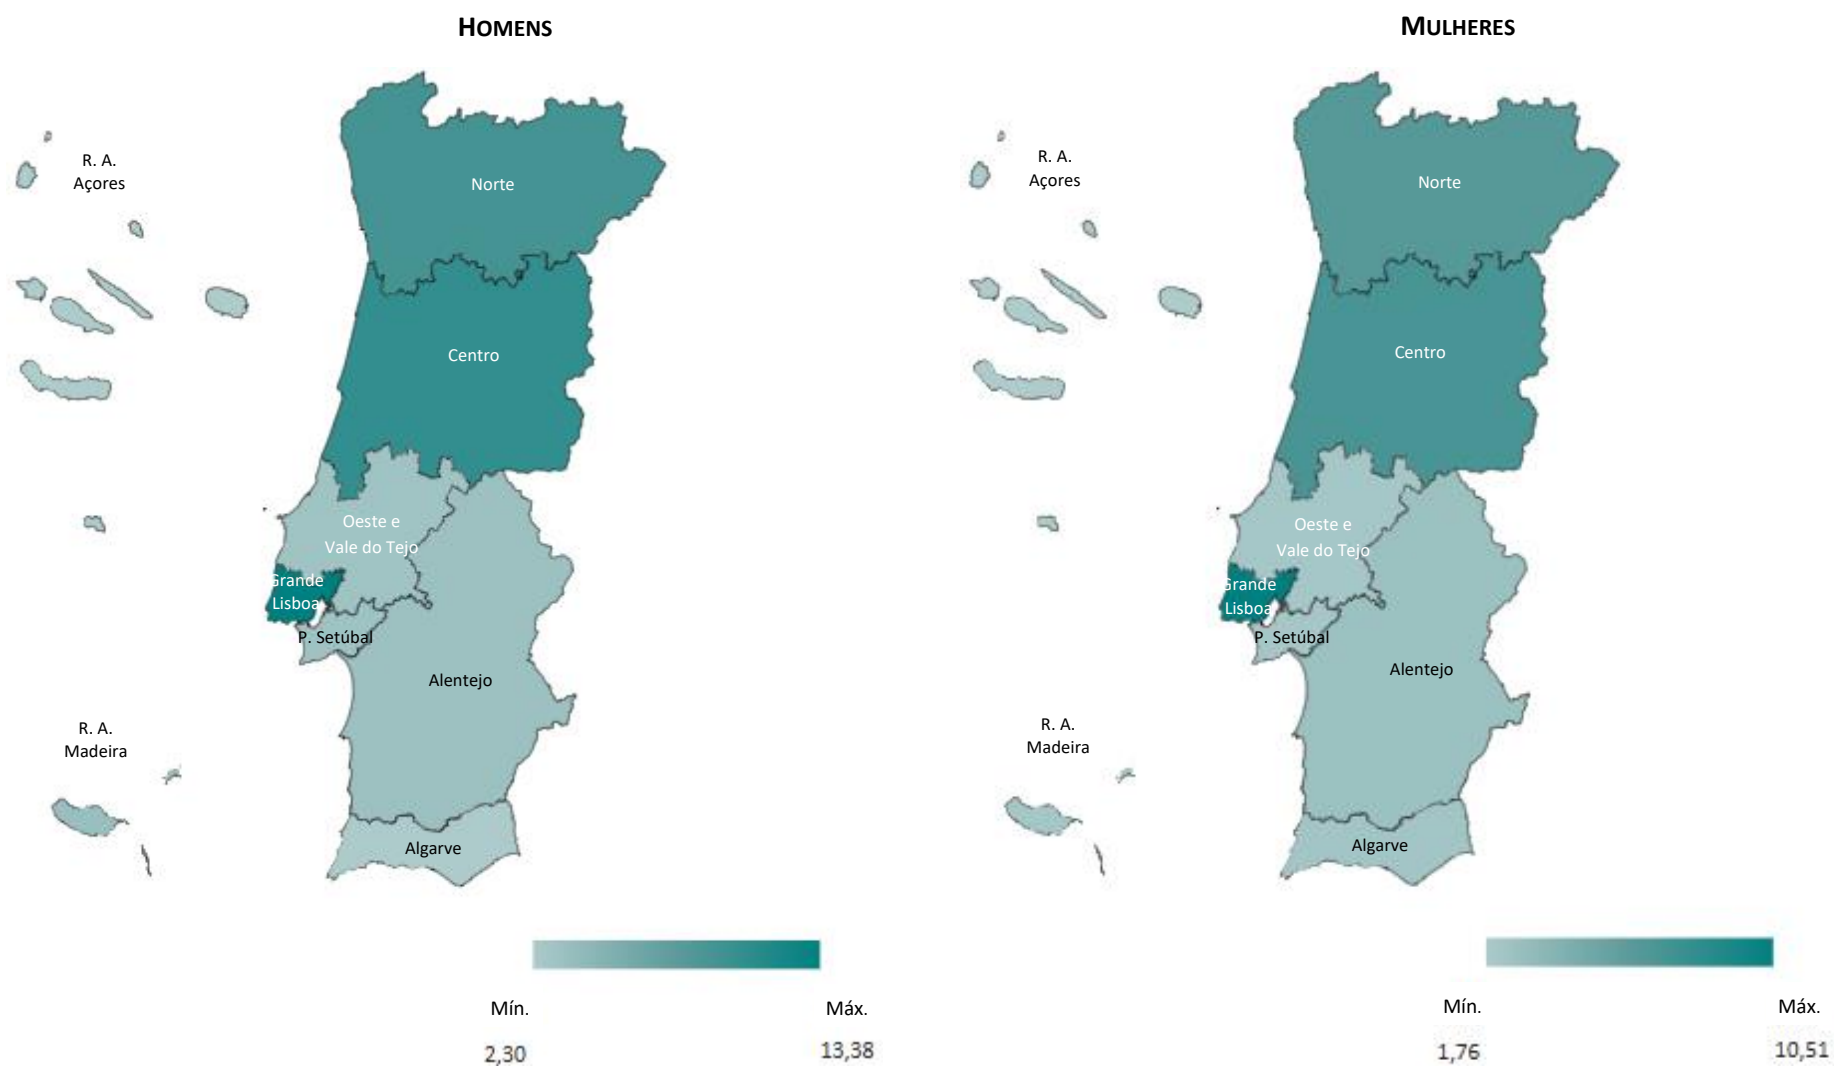 HOMENS
R. A.
Açores
Norte
Centro
Oeste e
Vale do Tejo
Grande
Lisboa
P. Setúbal
Alentejo
R. A.
Madeira
Algarve
Mín.
Máx.
2,30
13,38
MULHERES
R. A.
Açores
Norte
Centro
Oeste e
Vale do Tejo
Grande
Lisboa
P. Setúbal
Alentejo
R. A.
Madeira
Algarve
Mín.
Máx.
1,76
10,51